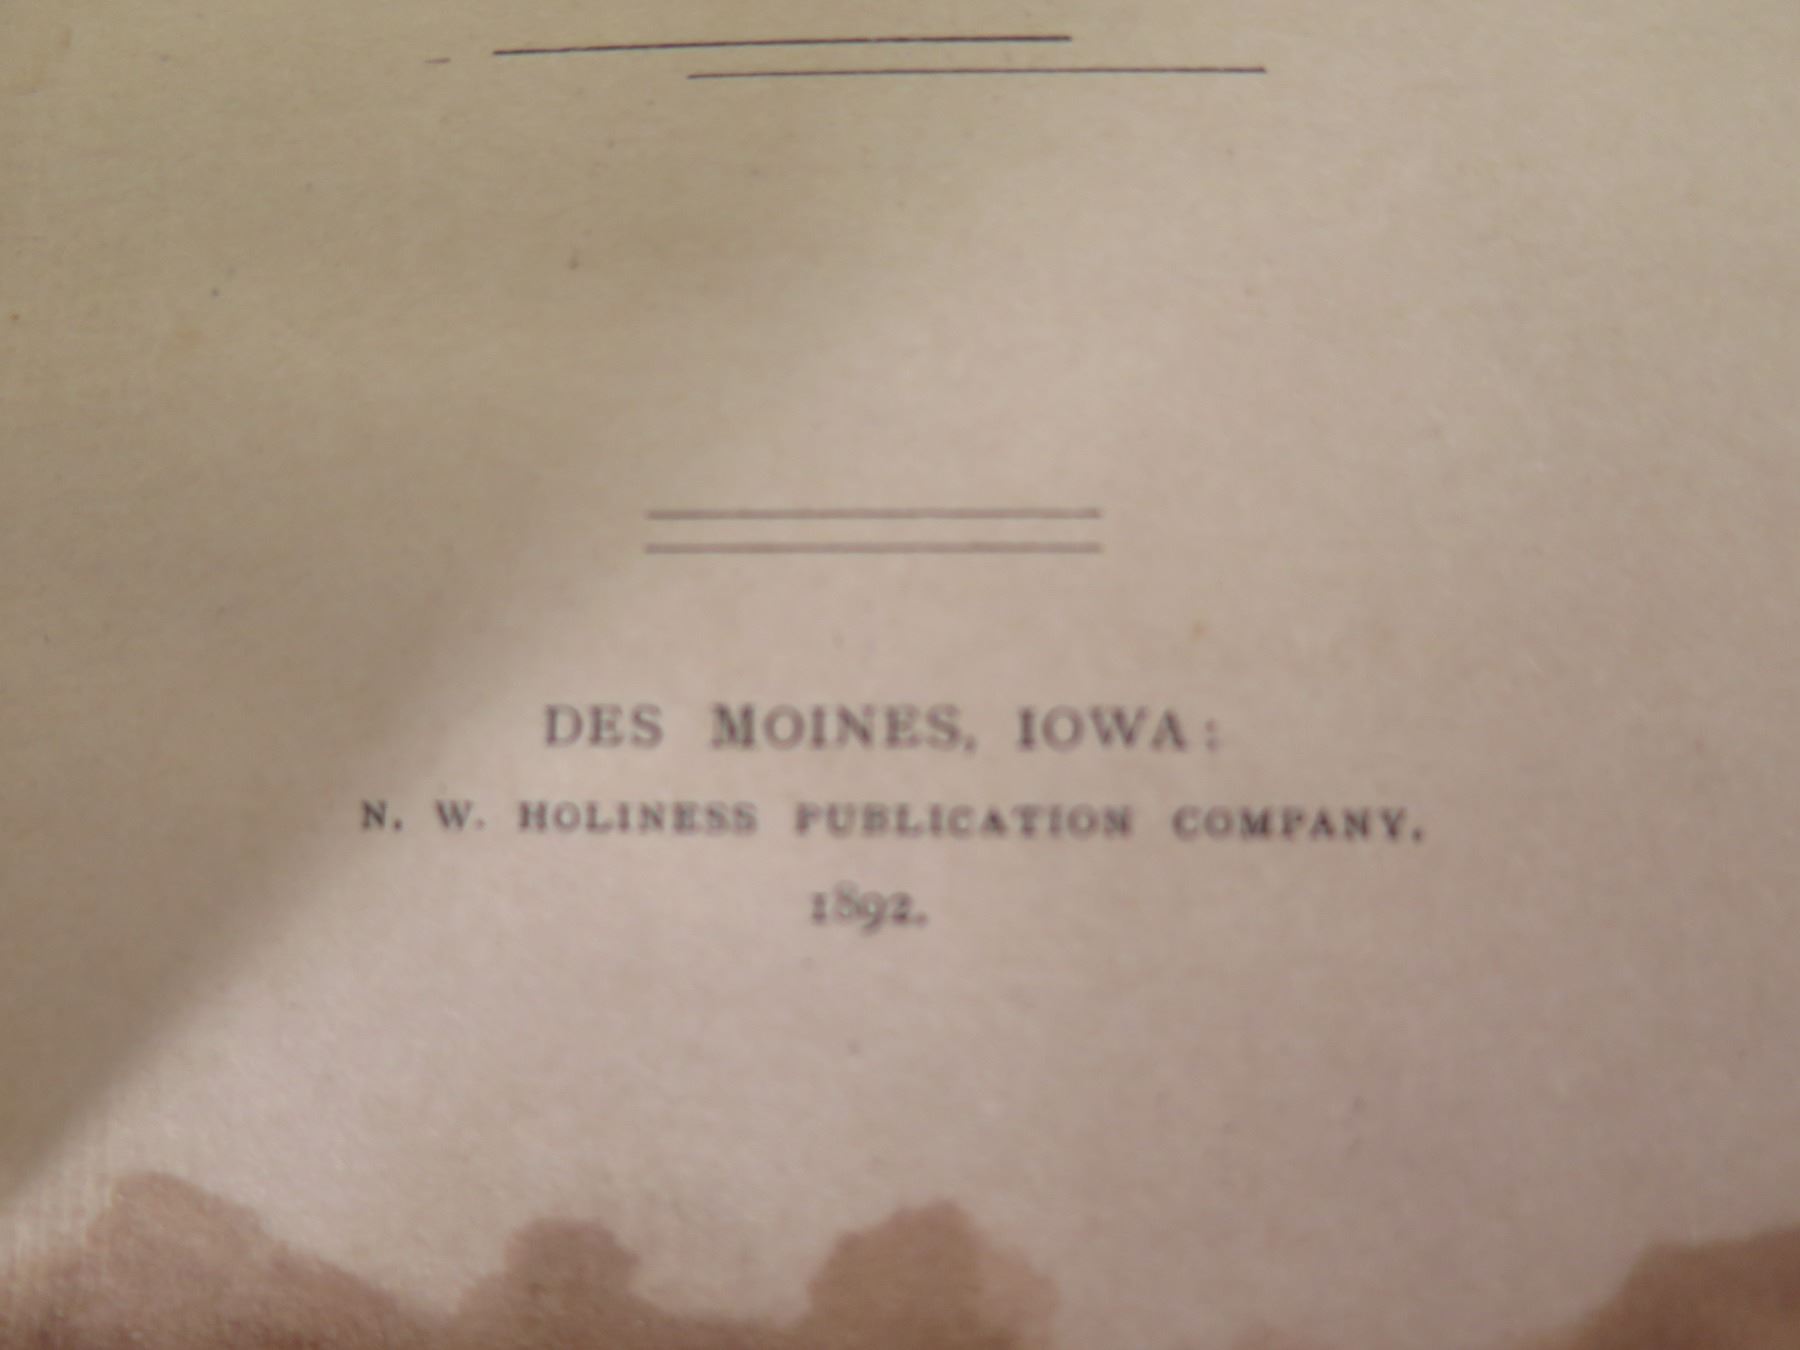 DES MOINES, IOWA:
N. W. HOLINESS PUBLICATION COMPANY.
1892.